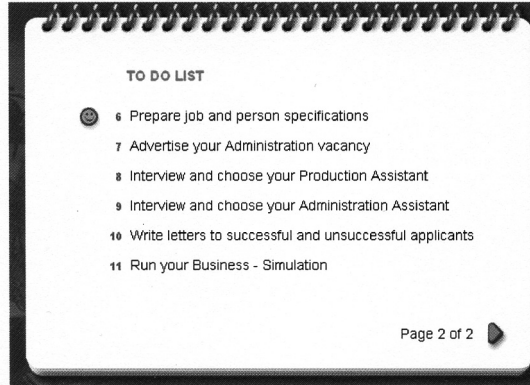 TO DO LIST
6 Prepare job and person specifications
7 Advertise your Administration vacancy
8 Interview and choose your Production Assistant
9 Interview and choose your Administration Assistant
10 Write letters to successful and unsuccessful applicants
11 Run your Business - Simulation
Page 2 of 2